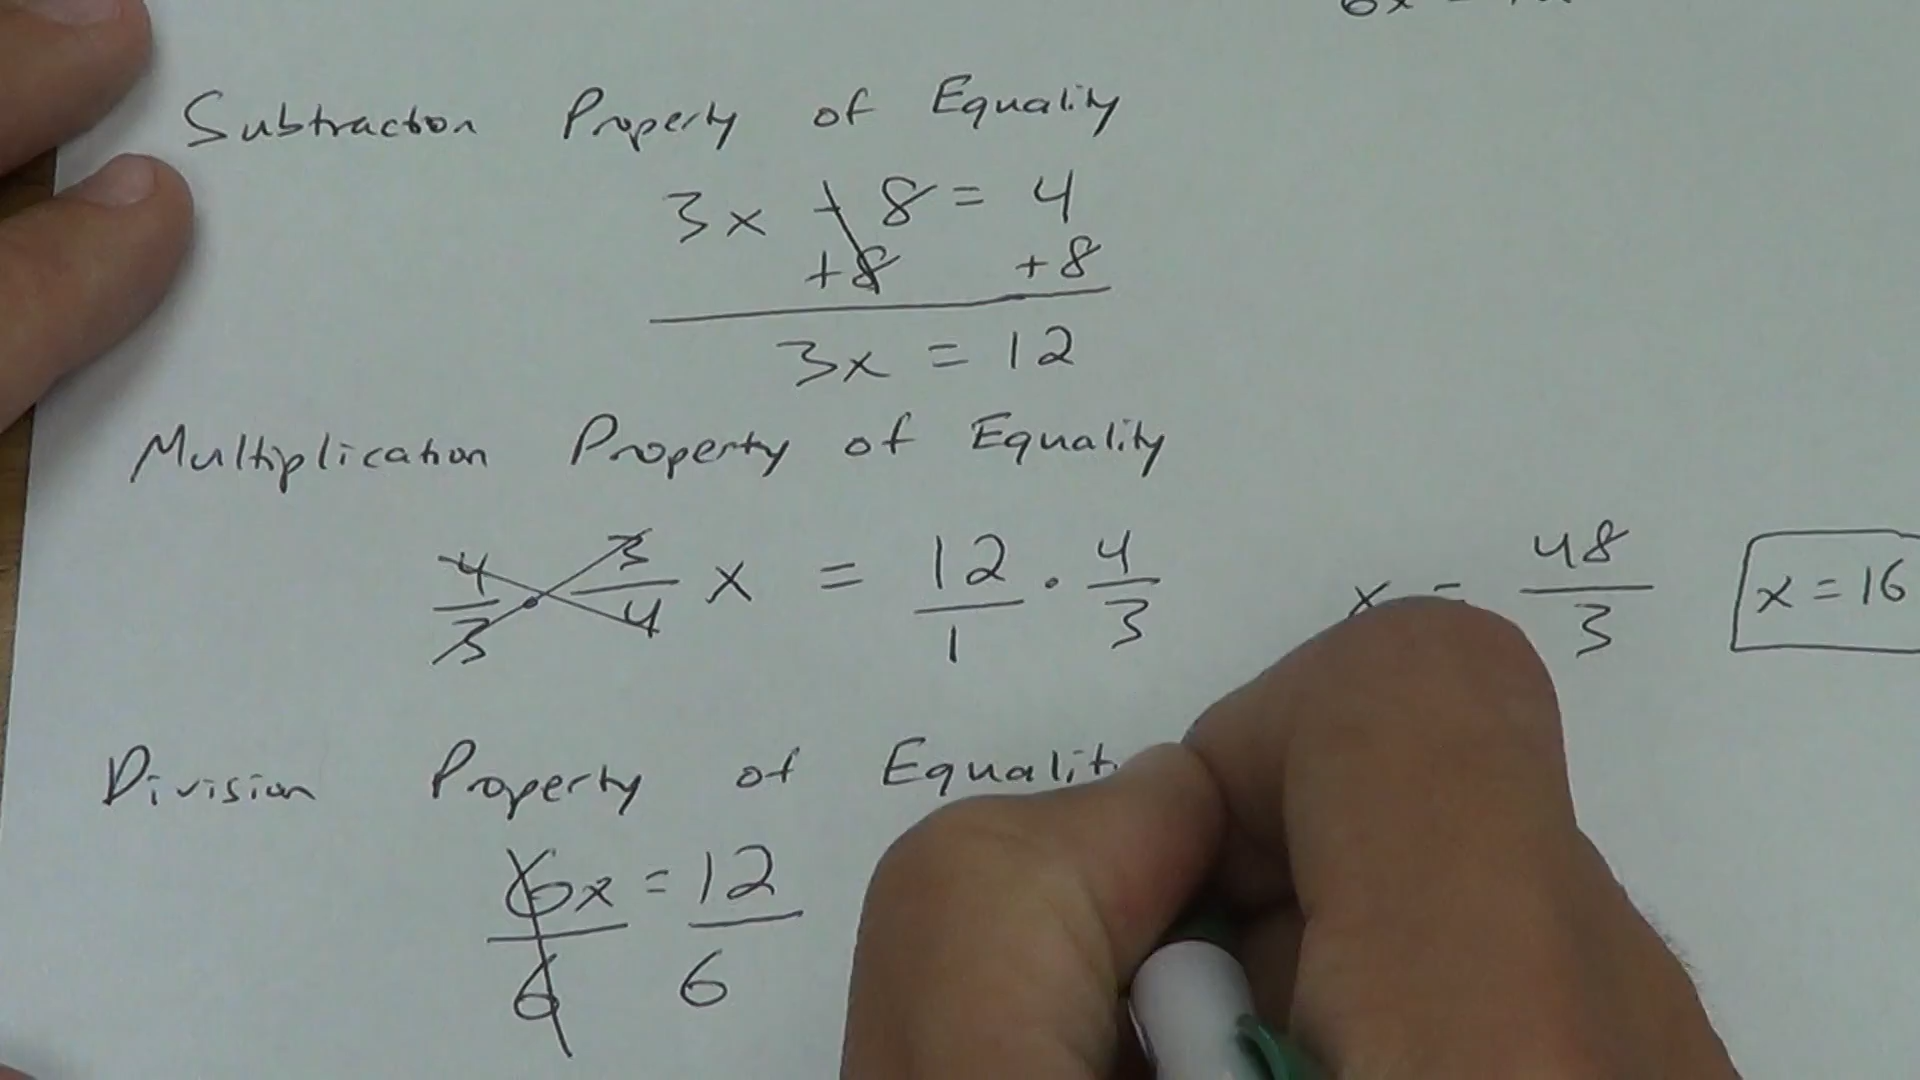 Subtraction Property of Equality
3x - 8 = 4
+8 +8
3x = 12
Multiplication Property of Equality
4/3 · 3/4 x = 12/1 · 4/3 x = 48/3 x = 16
Division Property of Equalit
6x = 12
6 6